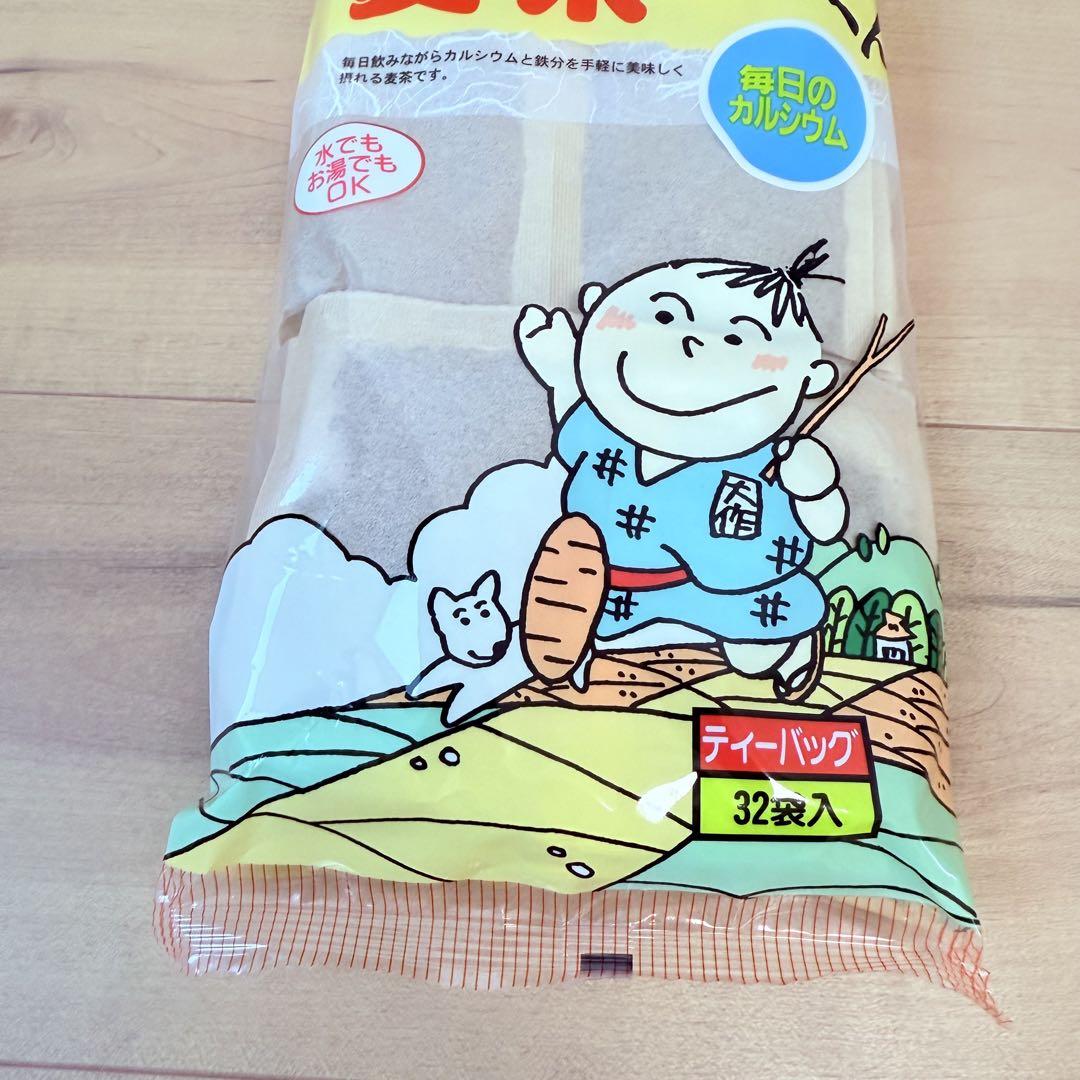 麦茶
毎日飲みながらカルシウムと鉄分を手軽に美味しく
摂れる麦茶です。
毎日の
カルシウム
水でも
お湯でも
OK
大作
ティーバッグ
32袋入